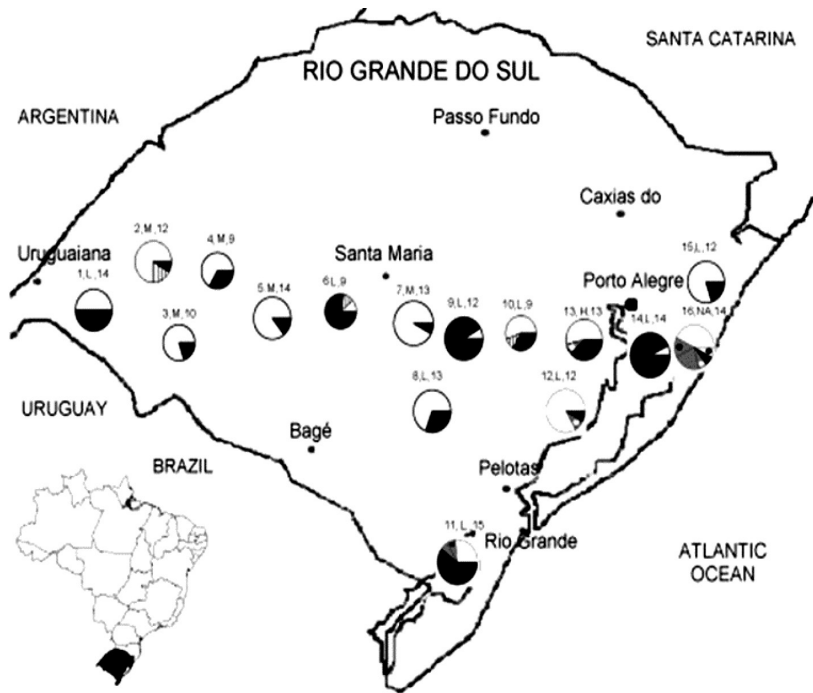 SANTA CATARINA
RIO GRANDE DO SUL
ARGENTINA
Passo Fundo
Caxias do
2,M,12
4,M,9
Uruguaiana
Santa Maria
15,L,12
1,L,14
5,M,14
6,L,9
7,M,13
Porto Alegre
3,M,10
9,L,12
10,L,9
13,H,13
14,L,14
16,NA,14
8,L,13
12,L,12
URUGUAY
Bagé
BRAZIL
Pelotas
11, L,,15
Rio Grande
ATLANTIC
OCEAN